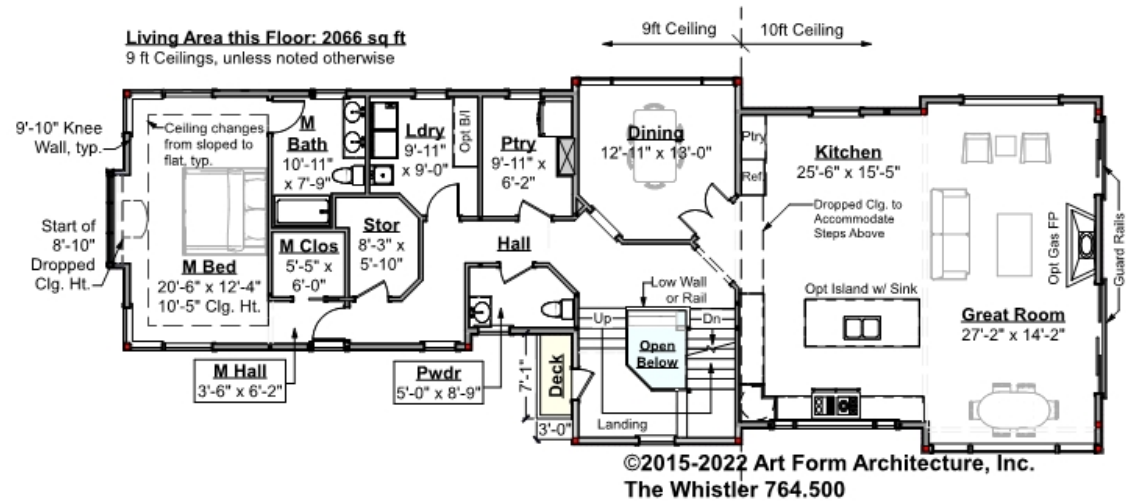 Living Area this Floor: 2066 sq ft
9 ft Ceilings, unless noted otherwise
9ft Ceiling
10ft Ceiling
9'-10" Knee
Wall, typ.
Ceiling changes
from sloped to
flat, typ.
M
Bath
10'-11"
x 7'-9"
Ldry
9'-11"
x 9'-0"
Opt B/I
Ptry
9'-11" x
6'-2"
Dining
12'-11" x 13'-0"
Ptry
Ref
Kitchen
25'-6" x 15'-5"
Dropped Clg. to
Accommodate
Steps Above
Start of
8'-10"
Dropped
Clg. Ht.
M Bed
20'-6" x 12'-4"
10'-5" Clg. Ht.
M Clos
5'-5" x
6'-0"
Stor
8'-3" x
5'-10"
Hall
Low Wall
or Rail
Up
Dn
Open
Below
Opt Island w/ Sink
Opt Gas FP
Guard Rails
Great Room
27'-2" x 14'-2"
M Hall
3'-6" x 6'-2"
Pwdr
5'-0" x 8'-9"
7'-1"
Deck
3'-0"
Landing
©2015-2022 Art Form Architecture, Inc.
The Whistler 764.500